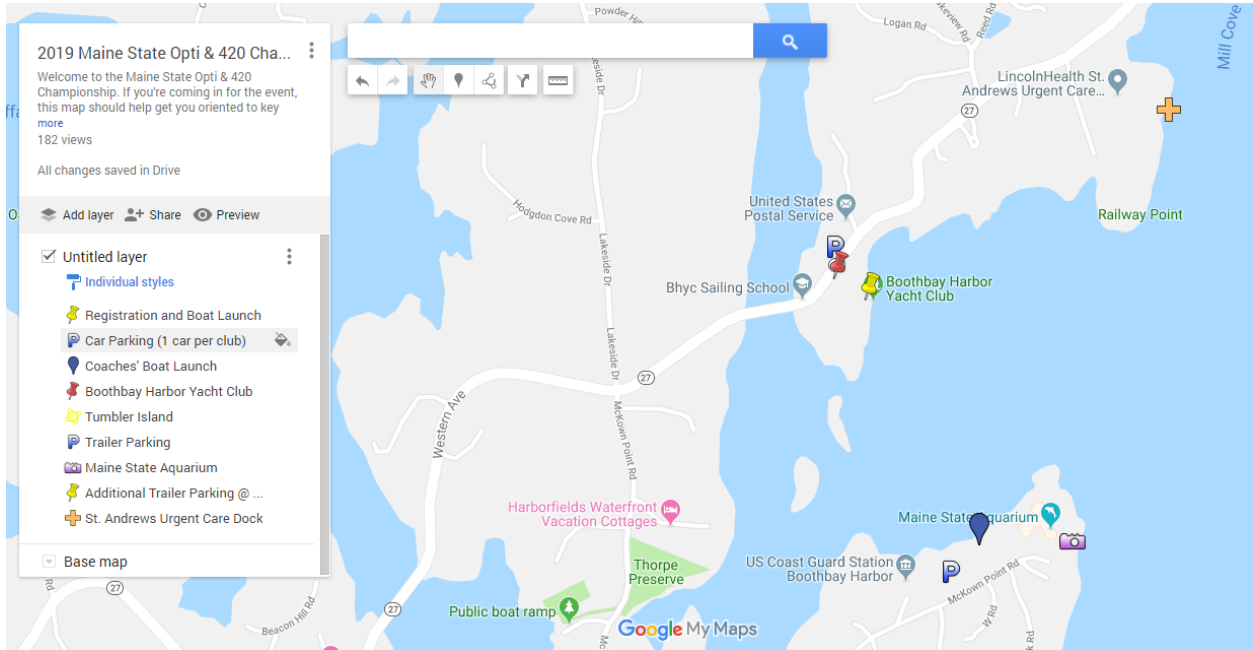 2019 Maine State Opti & 420 Cha...
Welcome to the Maine State Opti & 420
Championship. If you're coming in for the event,
this map should help get you oriented to key
more
182 views
All changes saved in Drive
Add layer
Share
Preview
Untitled layer
Individual styles
Registration and Boat Launch
Car Parking (1 car per club)
Coaches' Boat Launch
Boothbay Harbor Yacht Club
Tumbler Island
Trailer Parking
Maine State Aquarium
Additional Trailer Parking @ ...
St. Andrews Urgent Care Dock
Base map
Logan Rd
Reed Rd
Mill Cove
LincolnHealth St.
Andrews Urgent Care...
27
eside Dr
Railway Point
United States
Postal Service
P
Hodgdon Cove Rd
Lakeside Dr
Bhyc Sailing School
Boothbay Harbor
Yacht Club
Lakeside Dr
27
Western Ave
McKown Point Rd
Harborfields Waterfront
Vacation Cottages
Maine State Aquarium
US Coast Guard Station
Boothbay Harbor
P
McKown Point Rd
Thorpe
Preserve
Public boat ramp
W Rd
k Rd
27
27
Beacon Hill Rd
Rd
Mc
Google My Maps